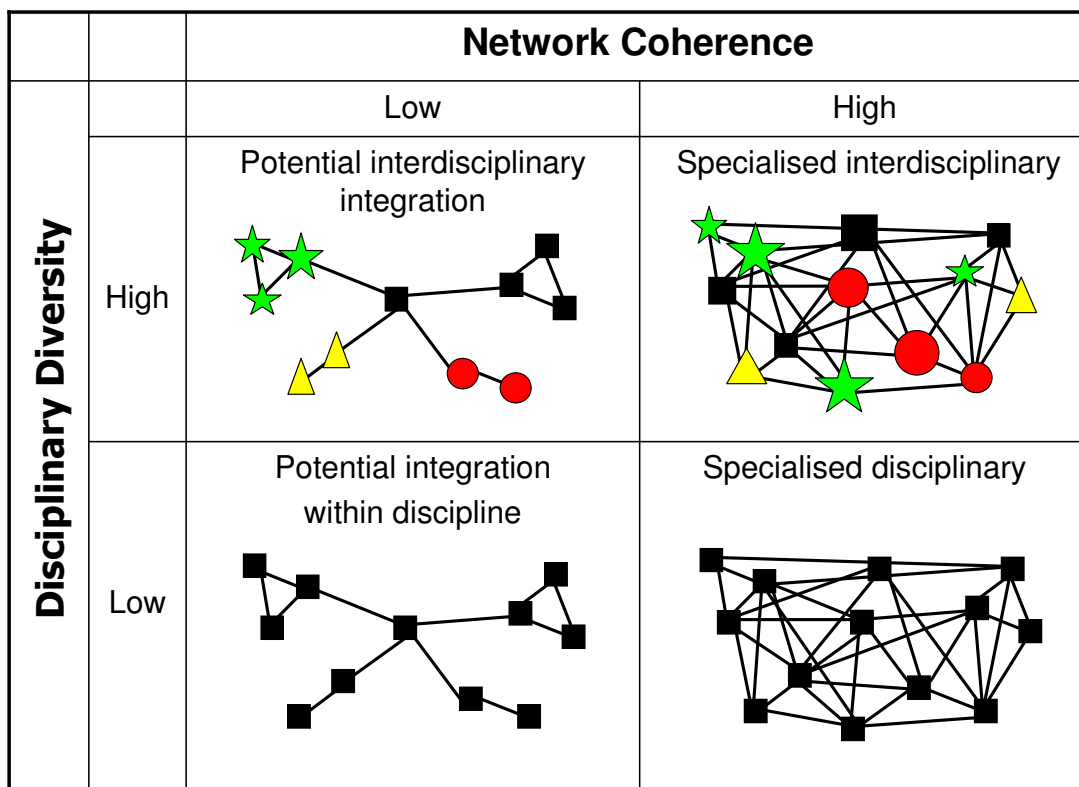 Network Coherence
Low
High
Disciplinary Diversity
High
Potential interdisciplinary
integration
Specialised interdisciplinary
Low
Potential integration
within discipline
Specialised disciplinary